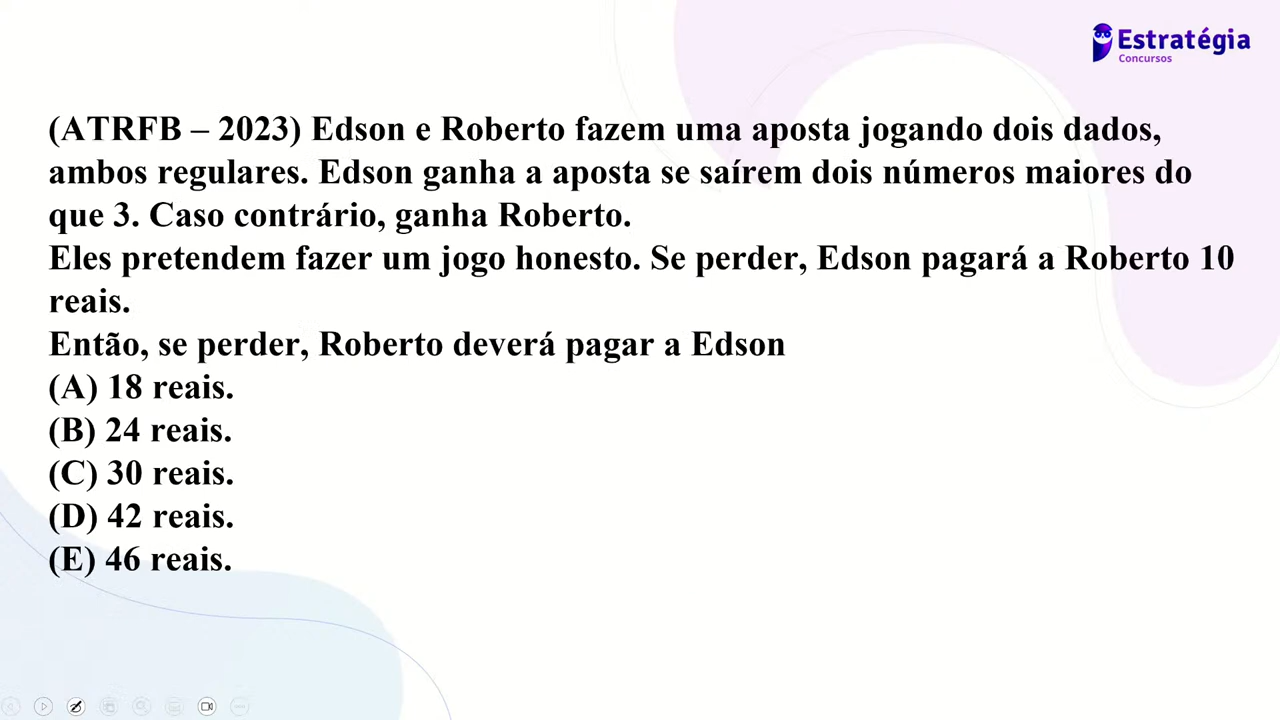 Estratégia
Concursos
(ATRFB – 2023) Edson e Roberto fazem uma aposta jogando dois dados,
ambos regulares. Edson ganha a aposta se saírem dois números maiores do
que 3. Caso contrário, ganha Roberto.
Eles pretendem fazer um jogo honesto. Se perder, Edson pagará a Roberto 10
reais.
Então, se perder, Roberto deverá pagar a Edson
(A) 18 reais.
(B) 24 reais.
(C) 30 reais.
(D) 42 reais.
(E) 46 reais.